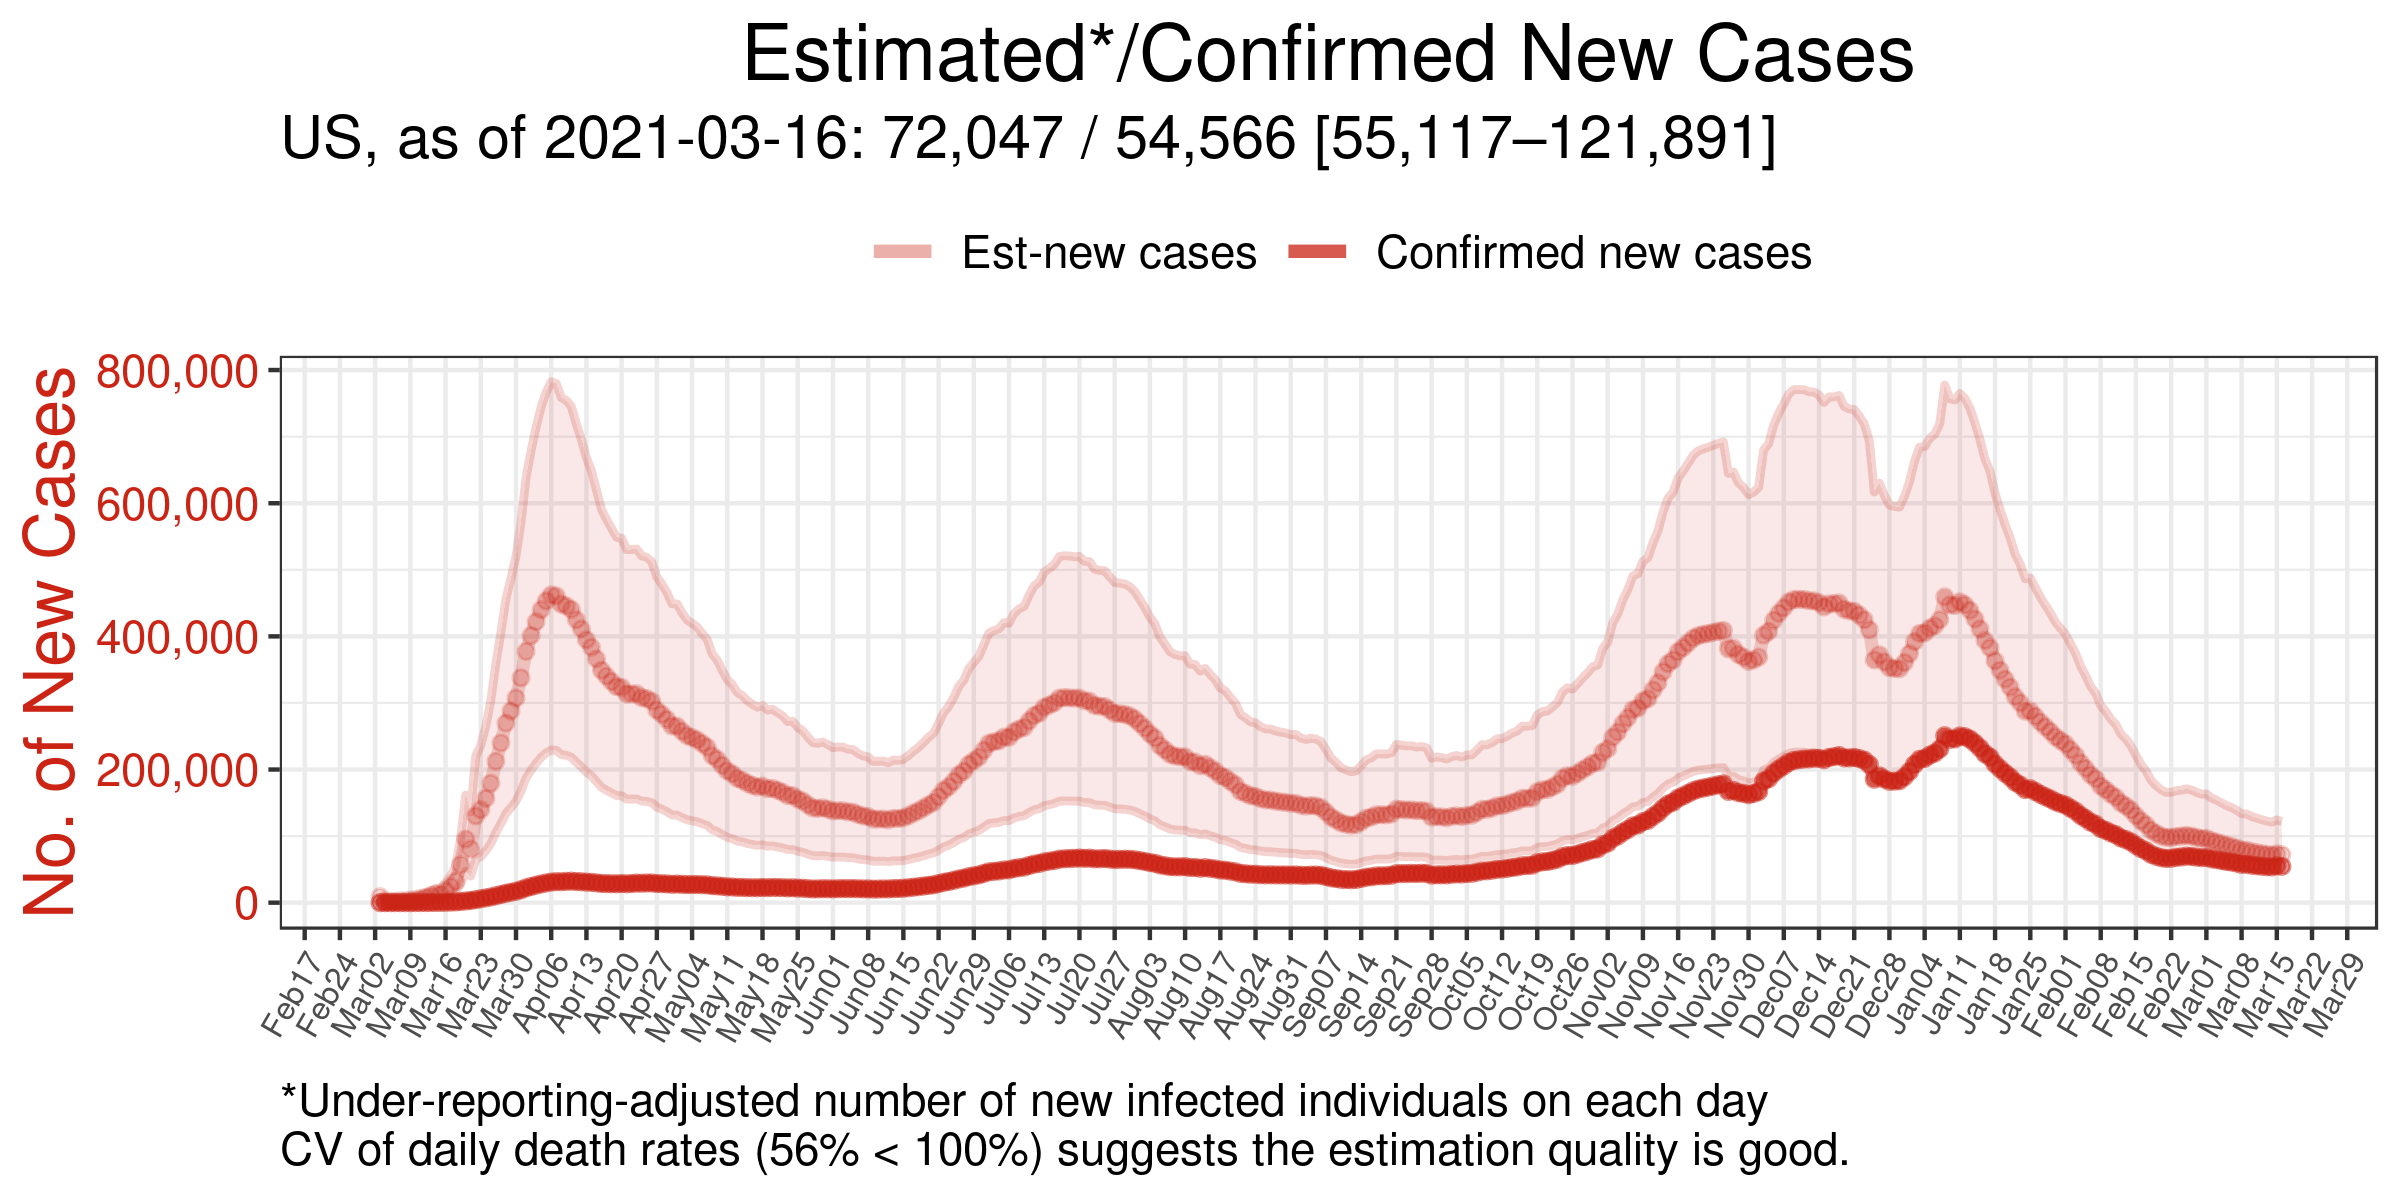 Estimated*/Confirmed New Cases
US, as of 2021-03-16: 72,047 / 54,566 [55,117–121,891]
Est-new cases Confirmed new cases
No. of New Cases
800,000
600,000
400,000
200,000
0
Feb17 Feb24 Mar02 Mar09 Mar16 Mar23 Mar30 Apr06 Apr13 Apr20 Apr27 May04 May11 May18 May25 Jun01 Jun08 Jun15 Jun22 Jun29 Jul06 Jul13 Jul20 Jul27 Aug03 Aug10 Aug17 Aug24 Aug31 Sep07 Sep14 Sep21 Sep28 Oct05 Oct12 Oct19 Oct26 Nov02 Nov09 Nov16 Nov23 Nov30 Dec07 Dec14 Dec21 Dec28 Jan04 Jan11 Jan18 Jan25 Feb01 Feb08 Feb15 Feb22 Mar01 Mar08 Mar15 Mar22 Mar29
*Under-reporting-adjusted number of new infected individuals on each day
CV of daily death rates (56% < 100%) suggests the estimation quality is good.